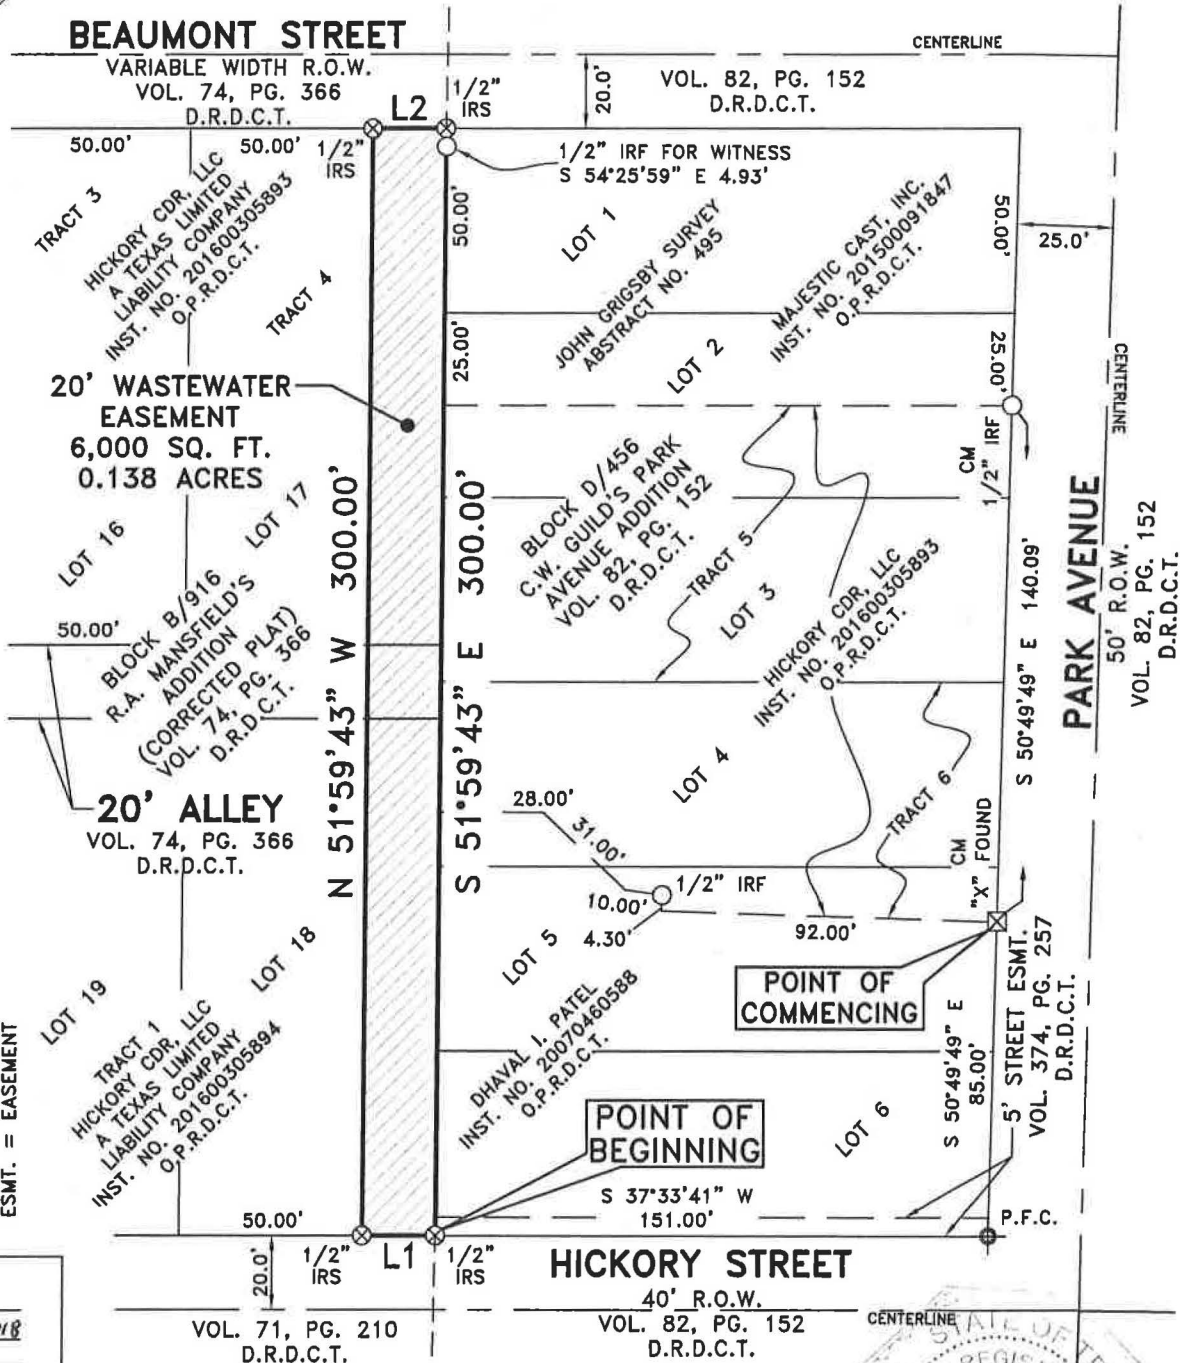 BEAUMONT STREET
VARIABLE WIDTH R.O.W.
VOL. 74, PG. 366
D.R.D.C.T.
CENTERLINE
VOL. 82, PG. 152
D.R.D.C.T.
20.0'
1/2"
IRS
L2
50.00'
50.00'
1/2"
IRS
1/2" IRF FOR WITNESS
S 54°25'59" E 4.93'
TRACT 3
HICKORY CDR, LLC
A TEXAS LIMITED
LIABILITY COMPANY
INST. NO. 201600305893
O.P.R.D.C.T.
TRACT 4
50.00'
LOT 1
JOHN GRIGSBY SURVEY
ABSTRACT NO. 495
MAJESTIC CAST, INC.
INST. NO. 201500091847
O.P.R.D.C.T.
50.00'
25.0'
25.00'
LOT 2
25.00'
CENTERLINE
20' WASTEWATER
EASEMENT
6,000 SQ. FT.
0.138 ACRES
CM
1/2" IRF
LOT 16
LOT 17
N 51°59'43" W 300.00'
S 51°59'43" E 300.00'
BLOCK D/456
C.W. GUILD'S PARK
AVENUE ADDITION
VOL. 82, PG. 152
D.R.D.C.T.
TRACT 5
LOT 3
HICKORY CDR, LLC
INST. NO. 201600305893
O.P.R.D.C.T.
S 50°49'49" E 140.09'
PARK AVENUE
50' R.O.W.
VOL. 82, PG. 152
D.R.D.C.T.
50.00'
BLOCK B/916
R.A. MANSFIELD'S
ADDITION
(CORRECTED PLAT)
VOL. 74, PG. 366
D.R.D.C.T.
20' ALLEY
VOL. 74, PG. 366
D.R.D.C.T.
LOT 4
TRACT 6
28.00'
31.00'
1/2" IRF
10.00'
4.30'
92.00'
CM
"X" FOUND
LOT 5
POINT OF
COMMENCING
LOT 18
LOT 19
TRACT 1
HICKORY CDR, LLC
A TEXAS LIMITED
LIABILITY COMPANY
INST. NO. 201600305894
O.P.R.D.C.T.
ESMT. = EASEMENT
DHAVAL I. PATEL
INST. NO. 20070460588
O.P.R.D.C.T.
S 50°49'49" E
85.00'
5' STREET ESMT.
VOL. 374, PG. 257
D.R.D.C.T.
POINT OF
BEGINNING
LOT 6
S 37°33'41" W
151.00'
P.F.C.
50.00'
1/2"
IRS
L1
1/2"
IRS
20.0'
HICKORY STREET
40' R.O.W.
VOL. 82, PG. 152
D.R.D.C.T.
VOL. 71, PG. 210
D.R.D.C.T.
CENTERLINE
STATE OF